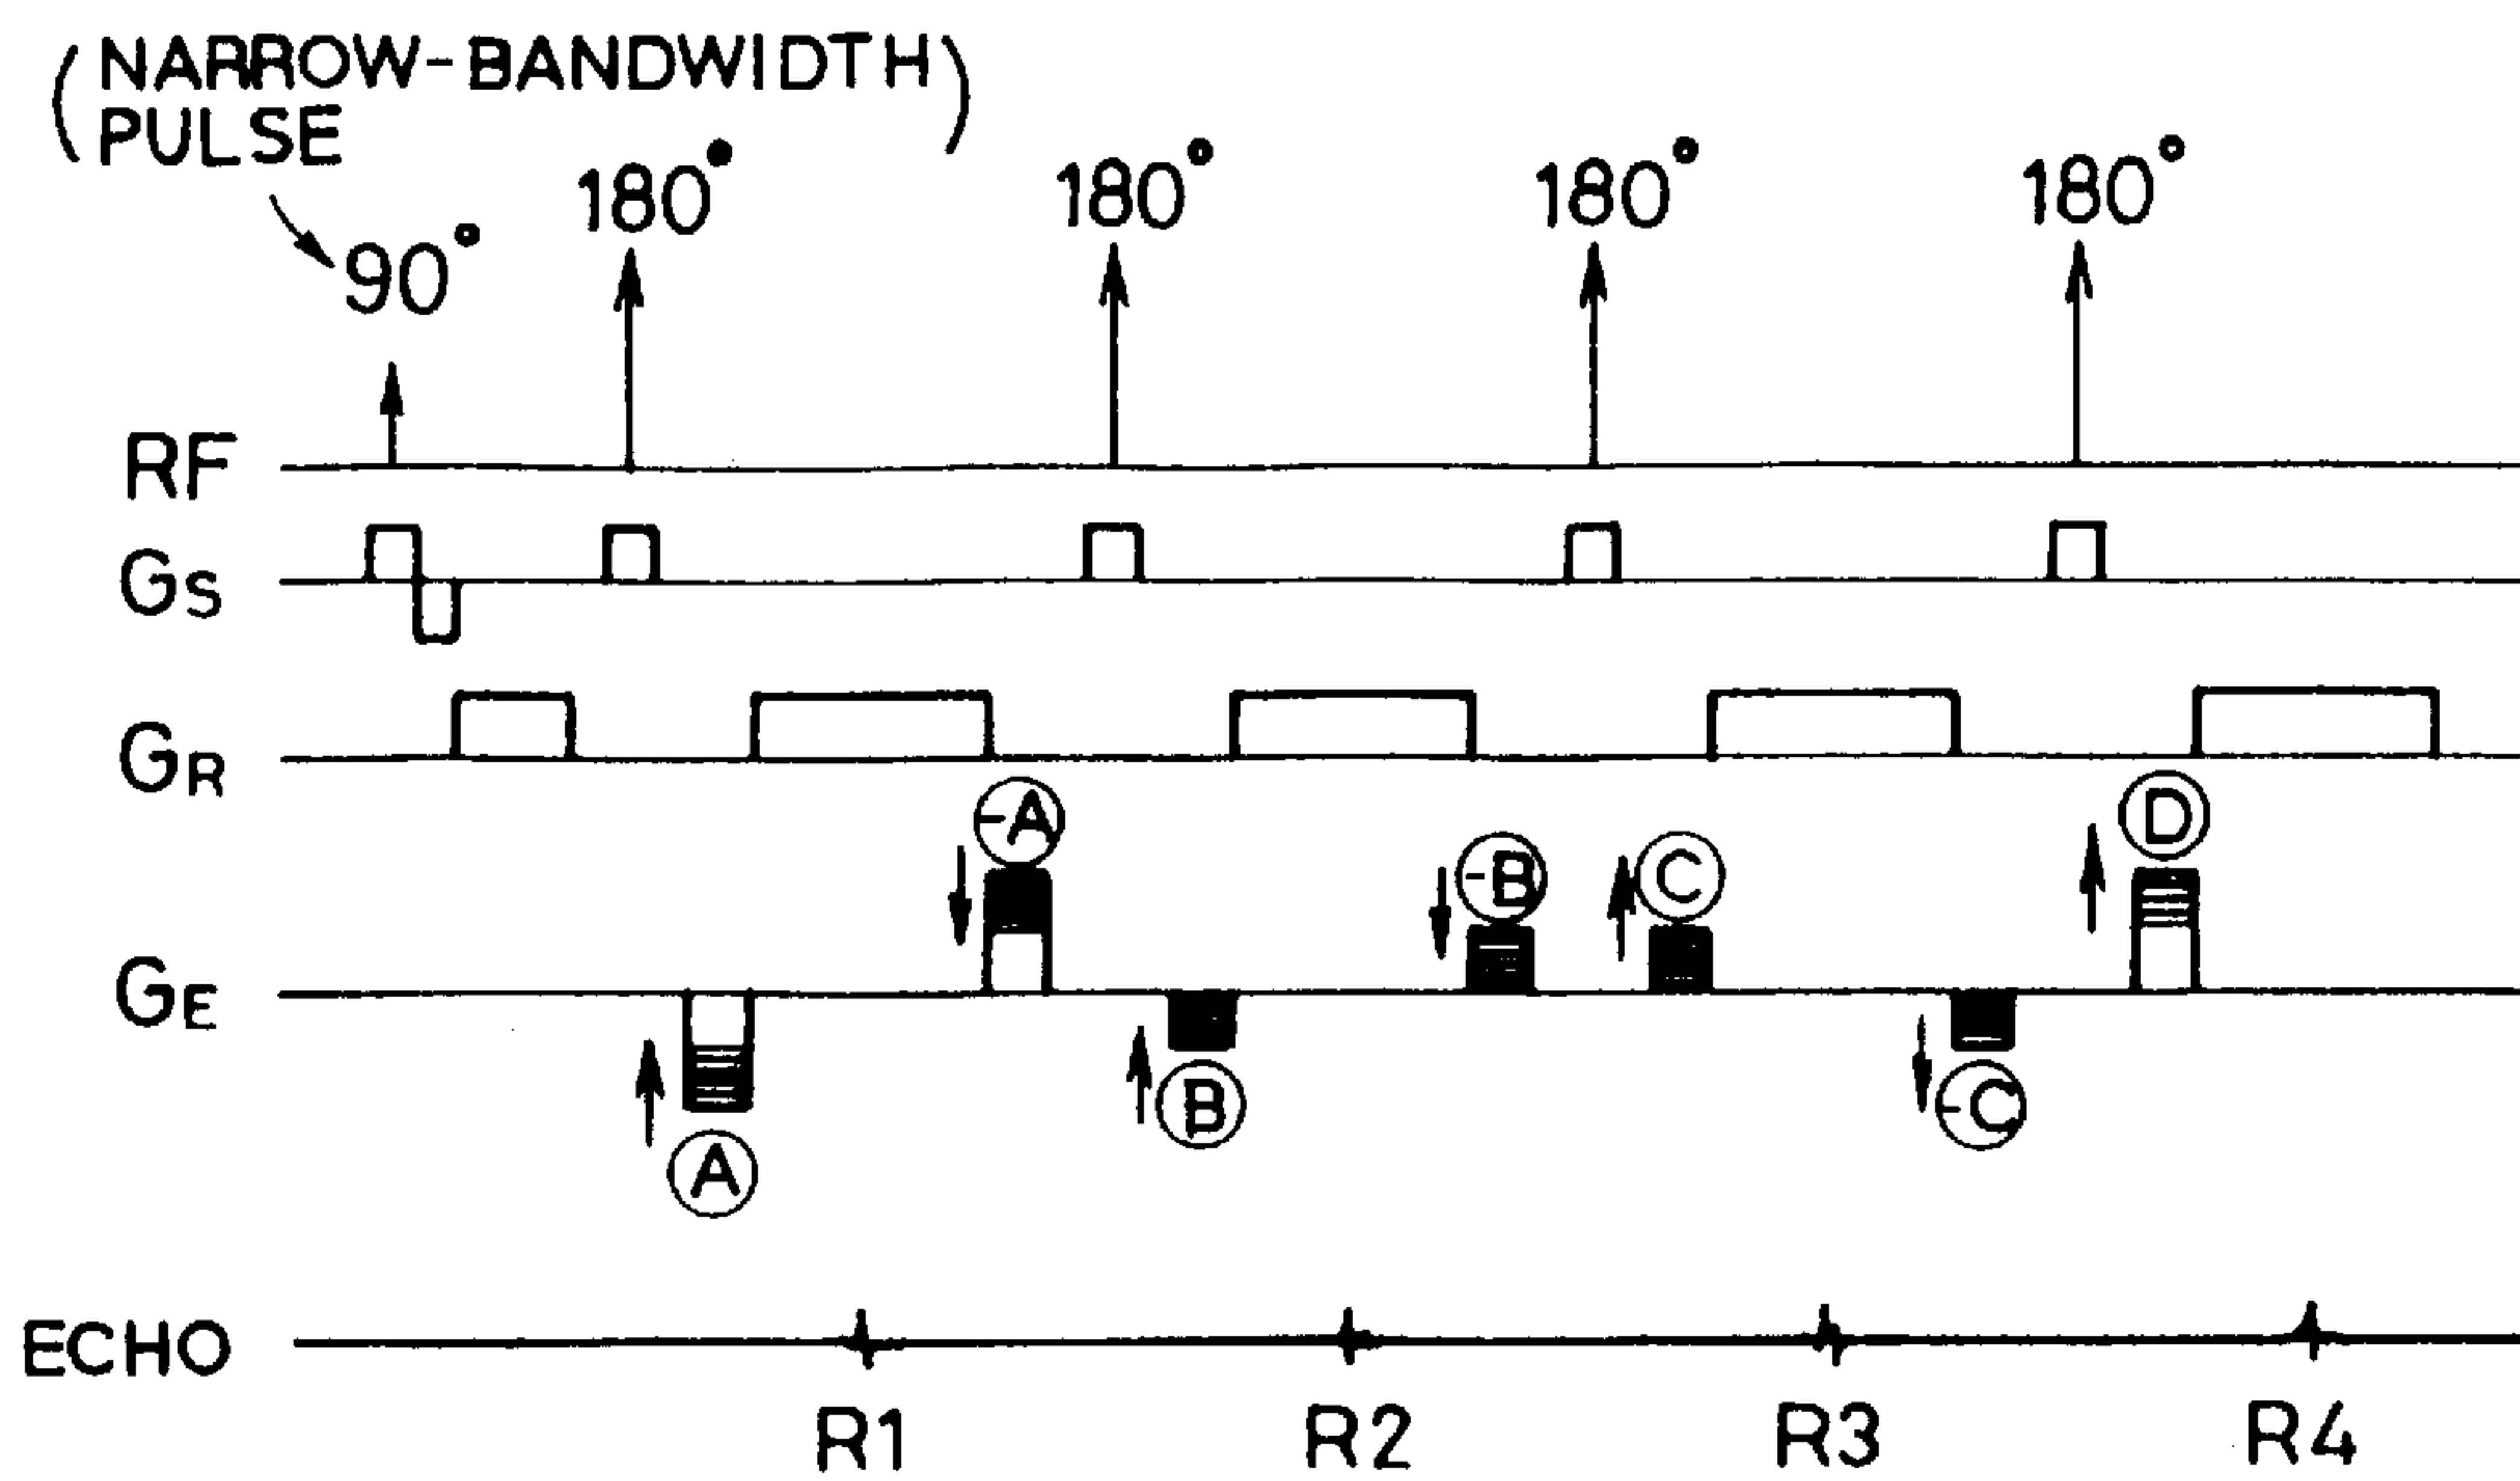 (NARROW-BANDWIDTH
PULSE)
90° 180° 180° 180° 180°
RF
GS
GR
-A -B C D
GE
A B -C
ECHO
R1 R2 R3 R4